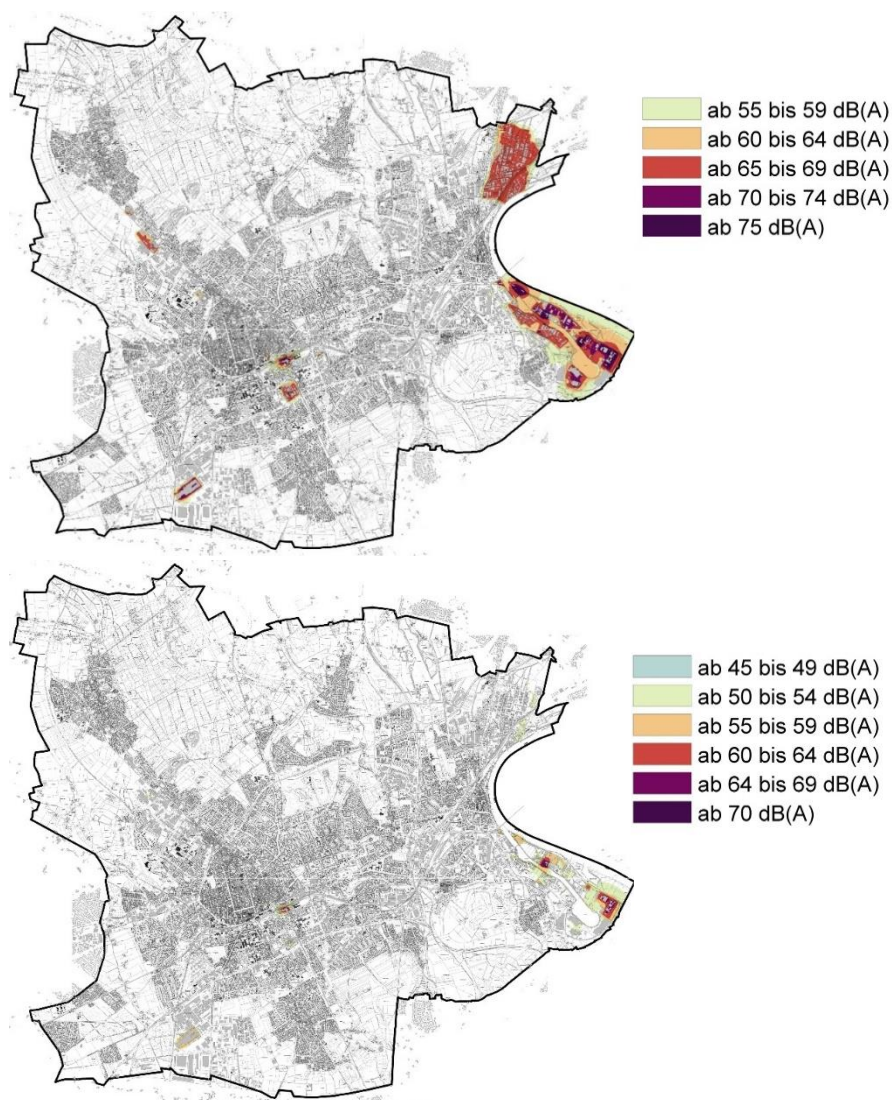 ab 55 bis 59 dB(A)
ab 60 bis 64 dB(A)
ab 65 bis 69 dB(A)
ab 70 bis 74 dB(A)
ab 75 dB(A)
ab 45 bis 49 dB(A)
ab 50 bis 54 dB(A)
ab 55 bis 59 dB(A)
ab 60 bis 64 dB(A)
ab 64 bis 69 dB(A)
ab 70 dB(A)